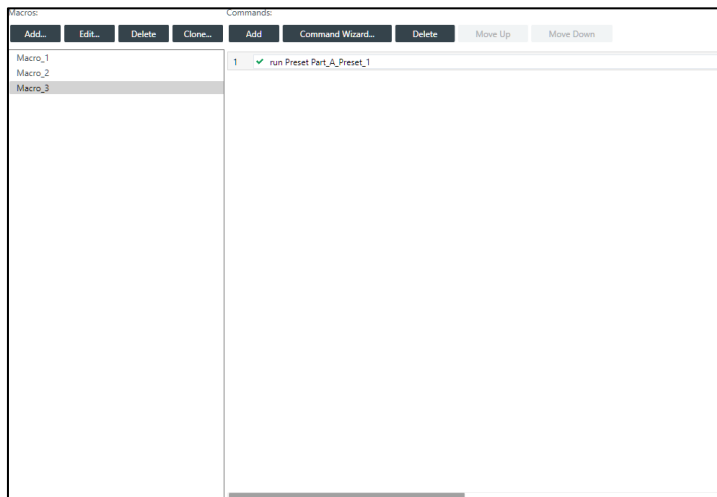 Macros:
Add... Edit... Delete Clone...
Macro_1
Macro_2
Macro_3
Commands:
Add Command Wizard... Delete Move Up Move Down
1 run Preset Part_A_Preset_1